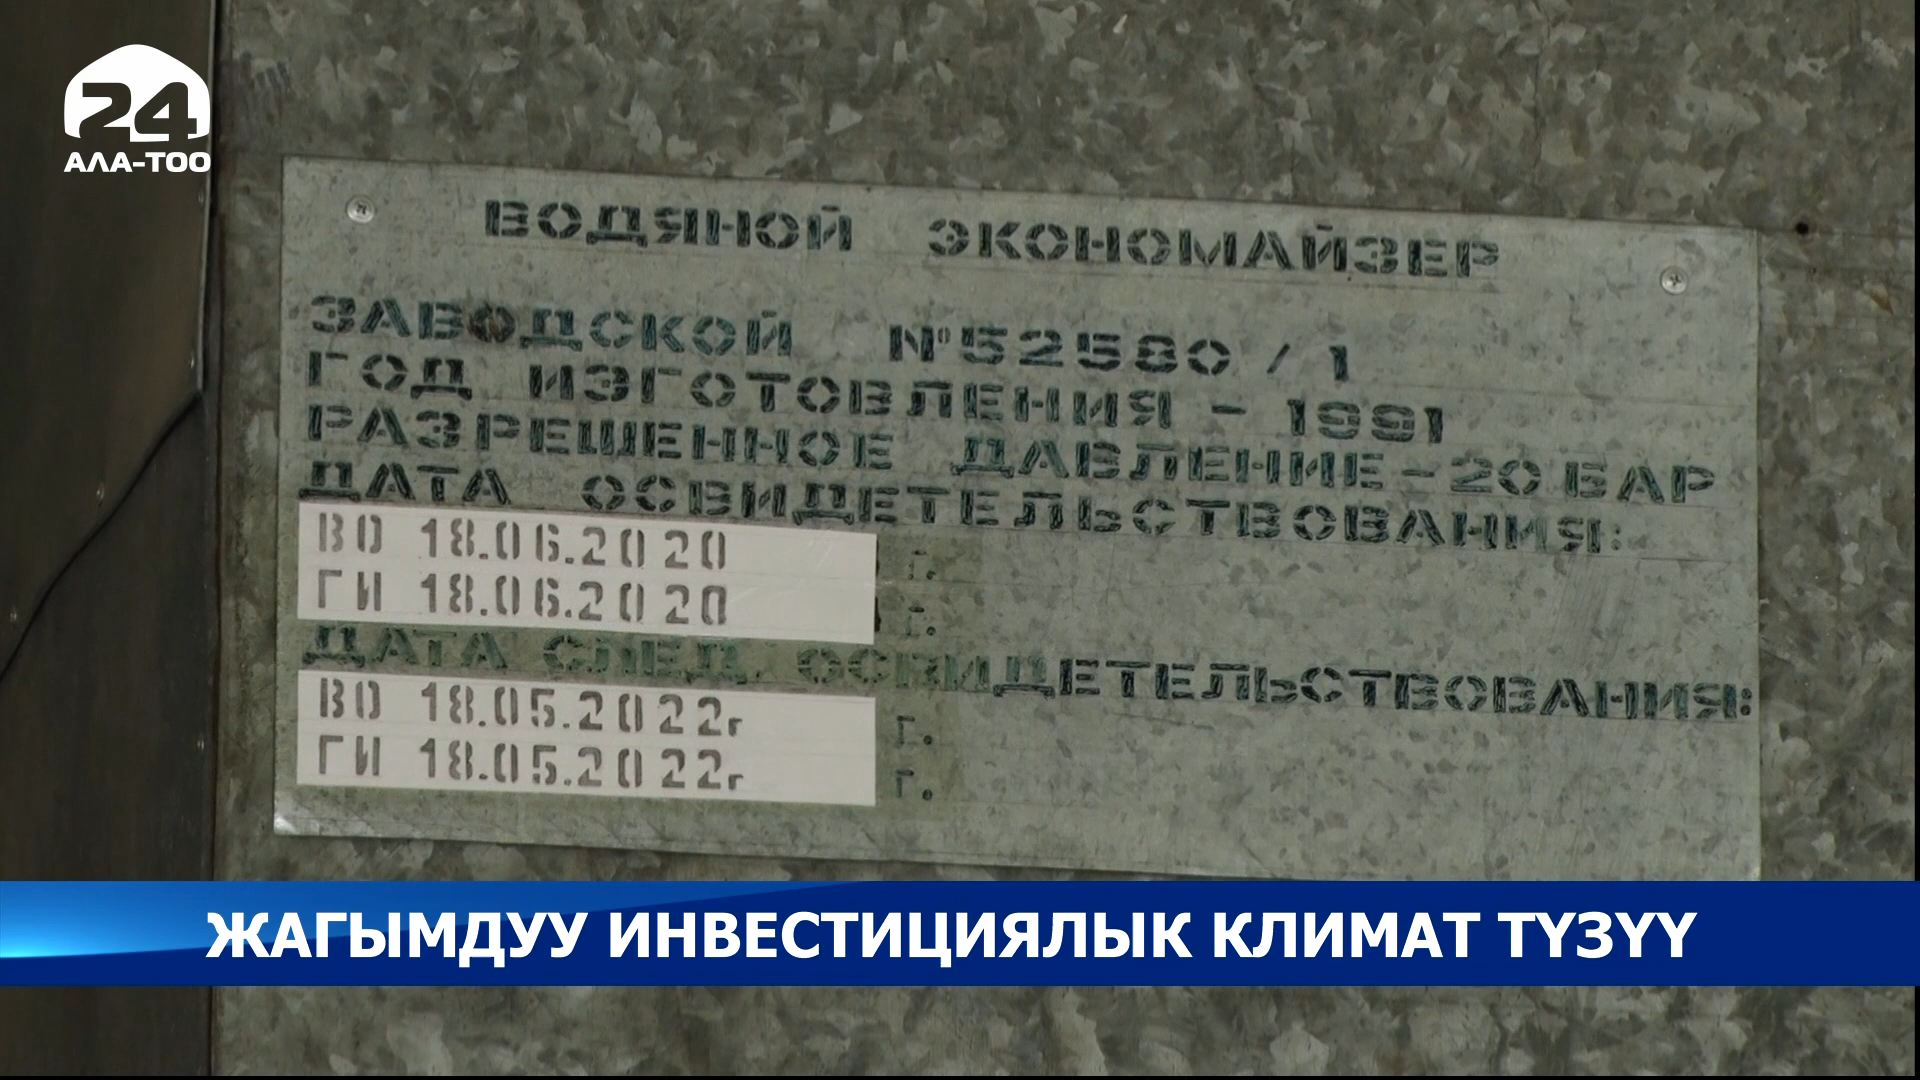 24
АЛА-ТОО
ВОДЯНОЙ ЭКОНОМАЙЗЕР
ЗАВОДСКОЙ №52580/1
ГОД ИЗГОТОВЛЕНИЯ - 1991
РАЗРЕШЕННОЕ ДАВЛЕНИЕ-20 БАР
ДАТА ОСВИДЕТЕЛЬСТВОВАНИЯ:
ВО 18.06.2020 г.
ГИ 18.06.2020 г.
ДАТА СЛЕД. ОСВИДЕТЕЛЬСТВОВАНИЯ:
ВО 18.05.2022г г.
ГИ 18.05.2022г г.
ЖАГЫМДУУ ИНВЕСТИЦИЯЛЫК КЛИМАТ ТҮЗҮҮ